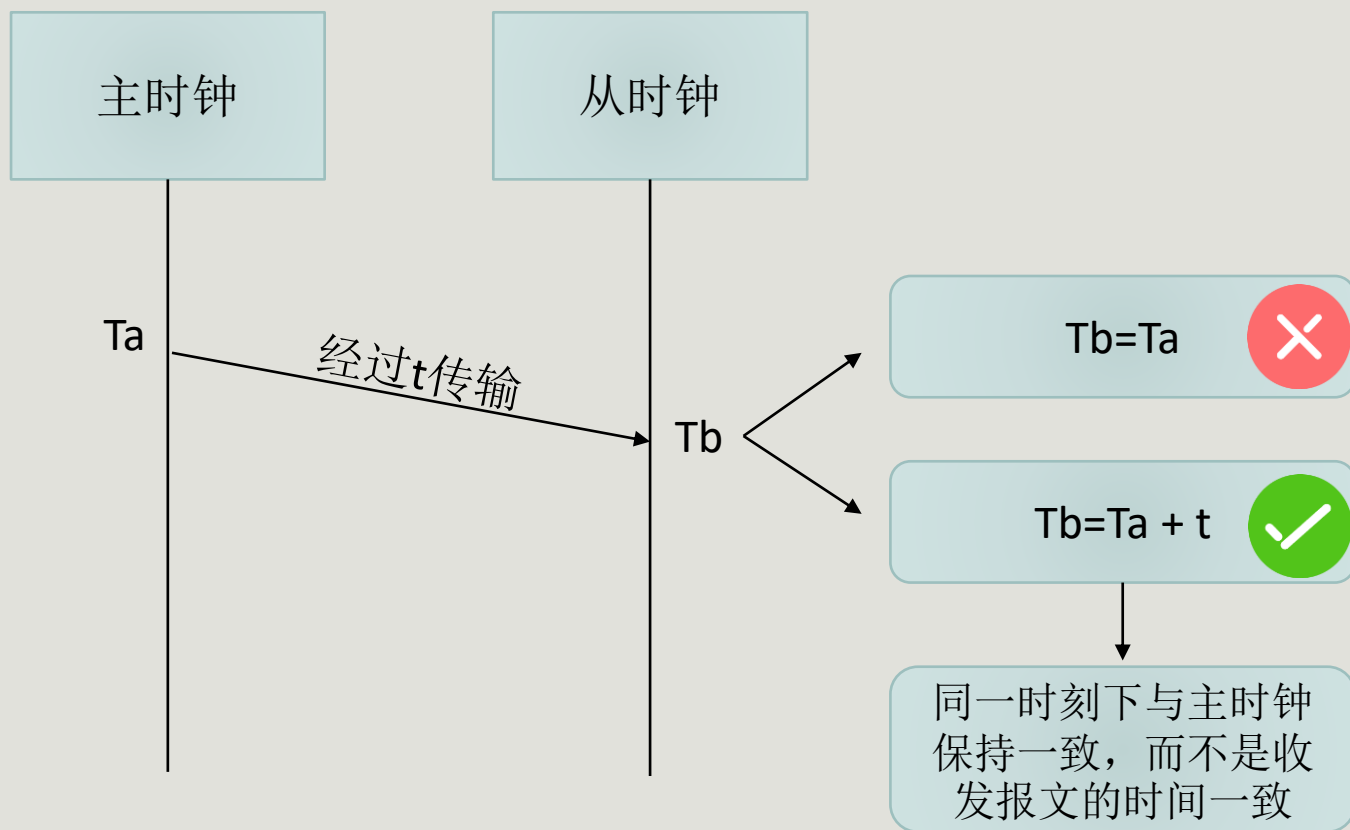 主时钟
从时钟
Ta
经过t传输
Tb
Tb=Ta
Tb=Ta + t
同一时刻下与主时钟
保持一致，而不是收
发报文的时间一致